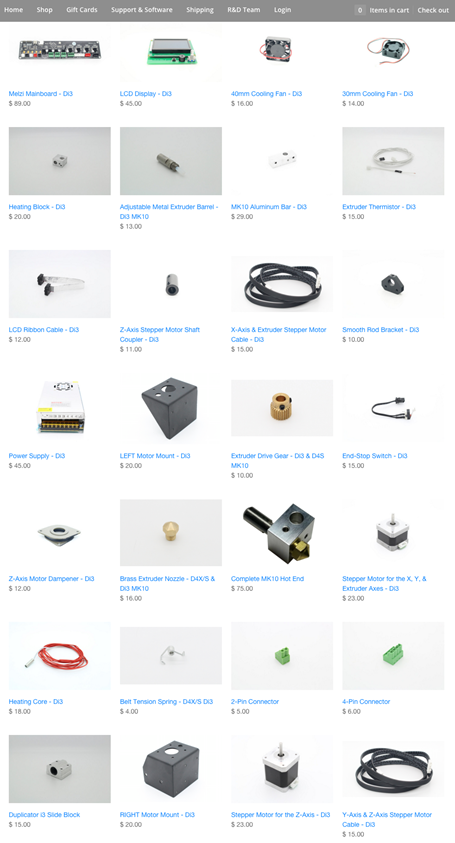 Home Shop Gift Cards Support & Software Shipping R&D Team Login 0 Items in cart Check out
Melzi Mainboard - Di3
$ 89.00
LCD Display - Di3
$ 45.00
40mm Cooling Fan - Di3
$ 16.00
30mm Cooling Fan - Di3
$ 14.00
Heating Block - Di3
$ 20.00
Adjustable Metal Extruder Barrel -
Di3 MK10
$ 13.00
MK10 Aluminum Bar - Di3
$ 29.00
Extruder Thermistor - Di3
$ 15.00
LCD Ribbon Cable - Di3
$ 12.00
Z-Axis Stepper Motor Shaft
Coupler - Di3
$ 11.00
X-Axis & Extruder Stepper Motor
Cable - Di3
$ 15.00
Smooth Rod Bracket - Di3
$ 10.00
Power Supply - Di3
$ 45.00
LEFT Motor Mount - Di3
$ 20.00
Extruder Drive Gear - Di3 & D4S
MK10
$ 10.00
End-Stop Switch - Di3
$ 15.00
Z-Axis Motor Dampener - Di3
$ 12.00
Brass Extruder Nozzle - D4X/S &
Di3 MK10
$ 16.00
Complete MK10 Hot End
$ 75.00
Stepper Motor for the X, Y, &
Extruder Axes - Di3
$ 23.00
Heating Core - Di3
$ 18.00
Belt Tension Spring - D4X/S Di3
$ 4.00
2-Pin Connector
$ 5.00
4-Pin Connector
$ 6.00
Duplicator i3 Slide Block
$ 15.00
RIGHT Motor Mount - Di3
$ 20.00
Stepper Motor for the Z-Axis - Di3
$ 23.00
Y-Axis & Z-Axis Stepper Motor
Cable - Di3
$ 15.00